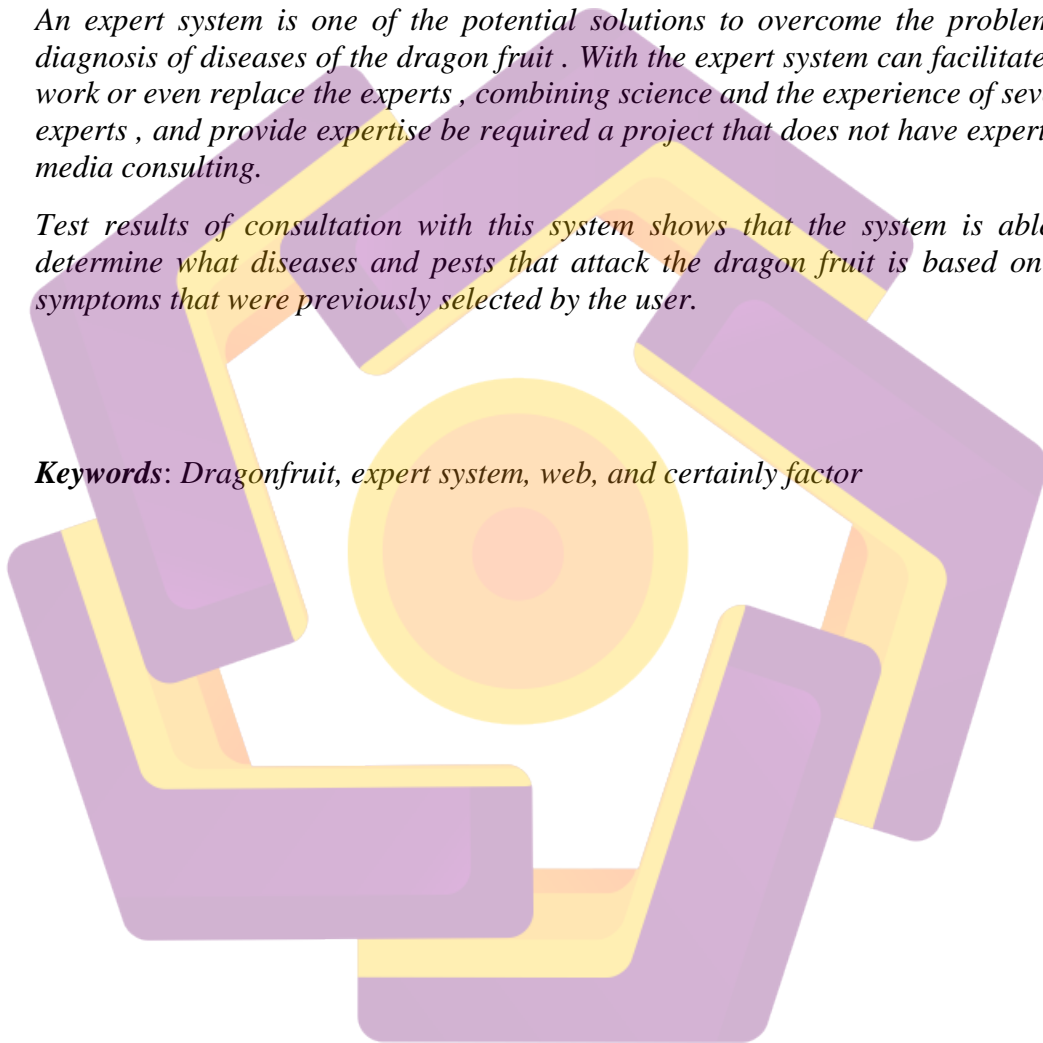 An expert system is one of the potential solutions to overcome the problem
diagnosis of diseases of the dragon fruit . With the expert system can facilitate
work or even replace the experts , combining science and the experience of sev
experts , and provide expertise be required a project that does not have expert
media consulting.
Test results of consultation with this system shows that the system is able
determine what diseases and pests that attack the dragon fruit is based on
symptoms that were previously selected by the user.
Keywords: Dragonfruit, expert system, web, and certainly factor